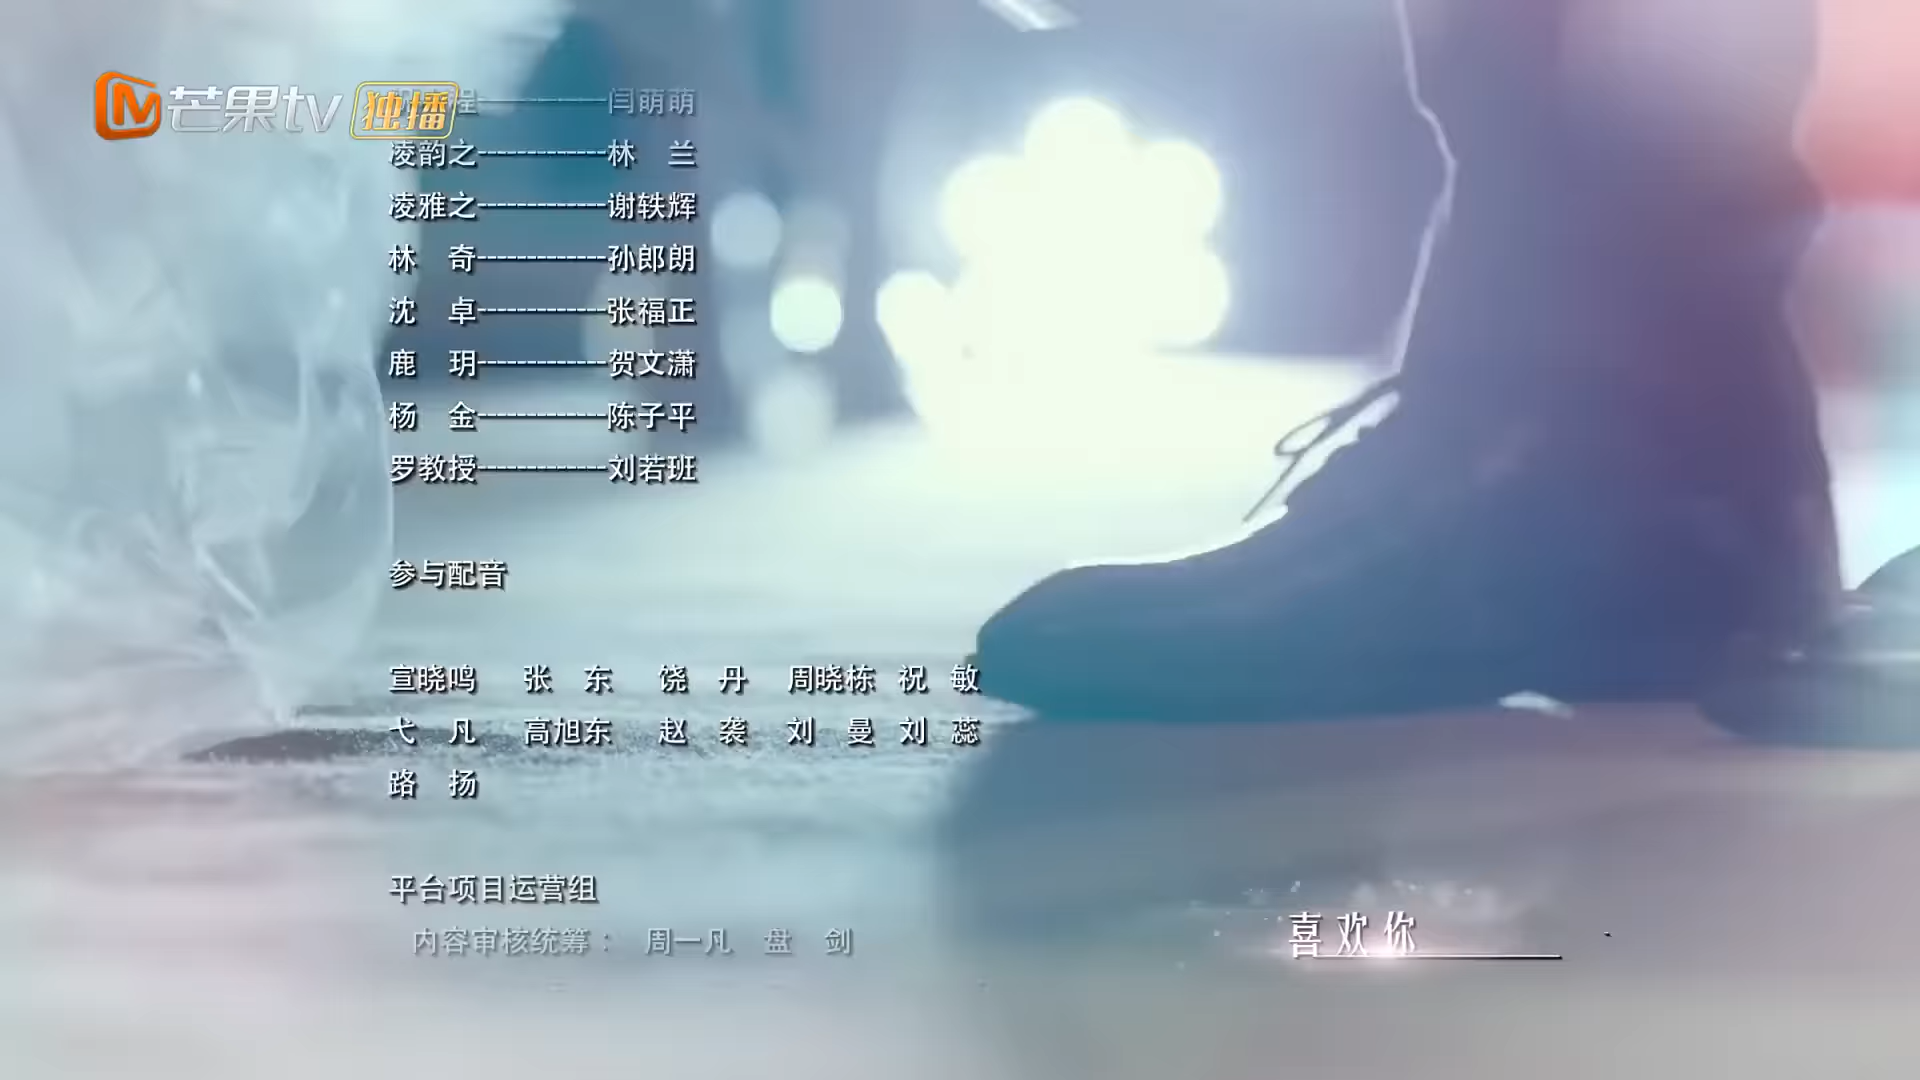 芒果tv 独播
程-------------闫萌萌
凌韵之-------------林 兰
凌雅之-------------谢轶辉
林 奇-------------孙郎朗
沈 卓-------------张福正
鹿 玥-------------贺文潇
杨 金-------------陈子平
罗教授-------------刘若班
参与配音
宣晓鸣 张 东 饶 丹 周晓栋 祝 敏
弋 凡 高旭东 赵 袭 刘 曼 刘 蕊
路 扬
平台项目运营组
内容审核统筹： 周一凡 盘 剑
喜欢你